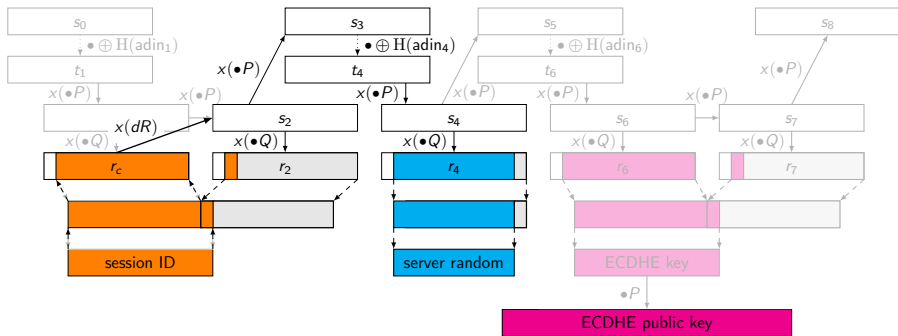 s0 s3 s5 s8
• ⊕ H(adin1) • ⊕ H(adin4) • ⊕ H(adin6)
t1 x(•P) t4 t6 x(•P)
x(•P) x(•P) x(•P) x(•P) x(•P) x(•P)
x(dR) s2 s4 s6 s7
x(•Q) x(•Q) x(•Q) x(•Q) x(•Q)
rc r2 r4 r6 r7
session ID server random ECDHE key
•P
ECDHE public key